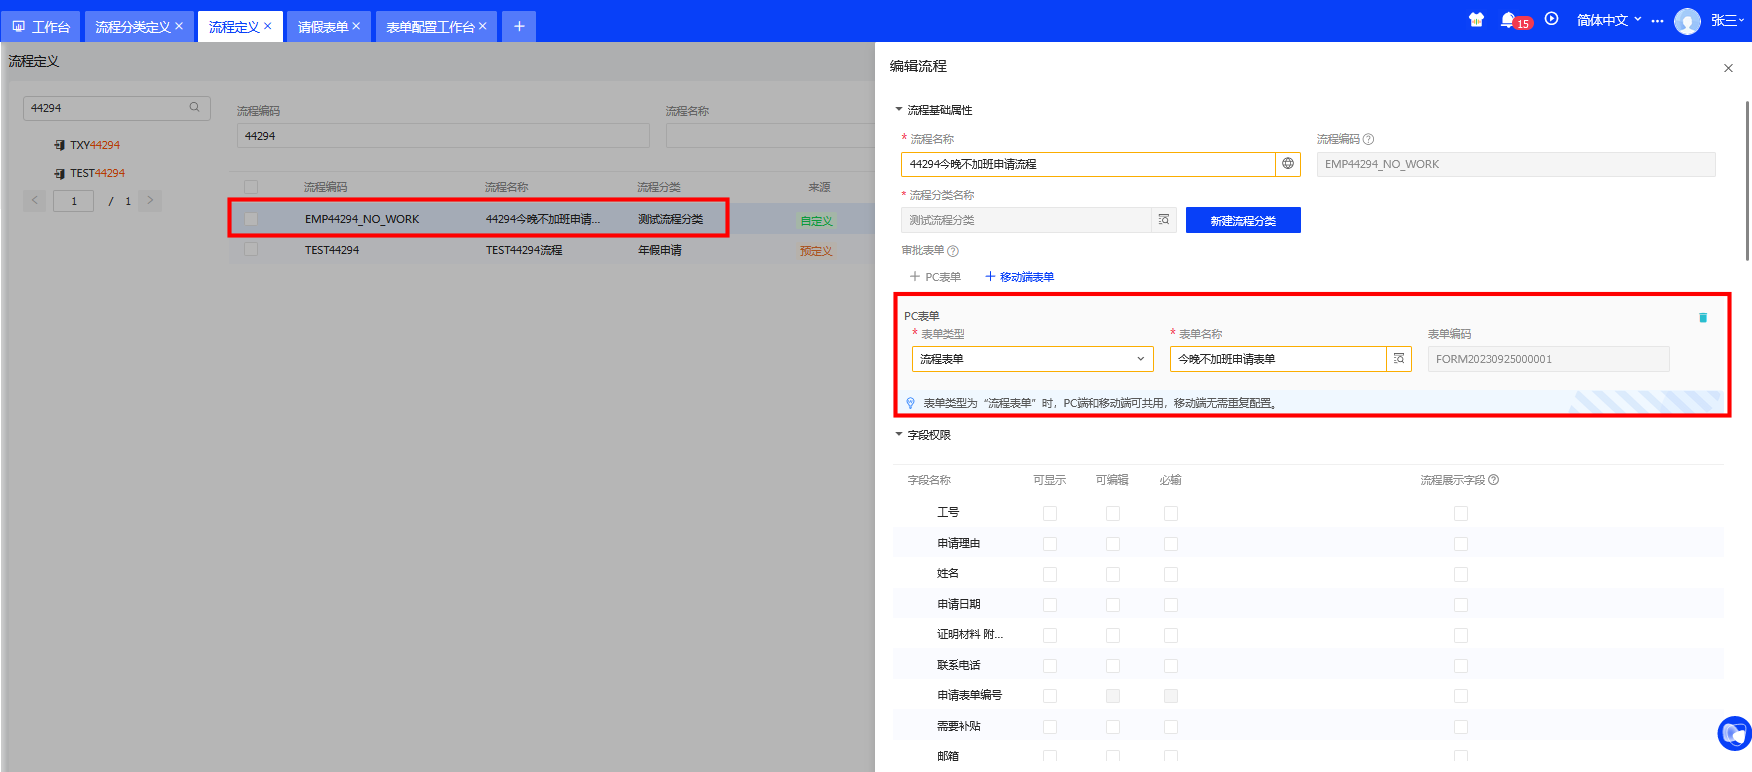 工作台 流程分类定义 × 流程定义 × 请假表单 × 表单配置工作台 × + 15 简体中文 ··· 张三
流程定义
44294
TXY44294
TEST44294
< 1 / 1 >
流程编码 流程名称
44294
流程编码 流程名称 流程分类 来源
EMP44294_NO_WORK 44294今晚不加班申请... 测试流程分类 自定义
TEST44294 TEST44294流程 年假申请 预定义
编辑流程 ×
流程基础属性
* 流程名称 流程编码
44294今晚不加班申请流程 EMP44294_NO_WORK
* 流程分类名称
测试流程分类 新建流程分类
审批表单
+ PC表单 + 移动端表单
PC表单
* 表单类型 * 表单名称 表单编码
流程表单 今晚不加班申请表单 FORM20230925000001
表单类型为“流程表单”时，PC端和移动端可共用，移动端无需重复配置。
字段权限
字段名称 可显示 可编辑 必输 流程展示字段
工号
申请理由
姓名
申请日期
证明材料 附...
联系电话
申请表单编号
需要补贴
邮箱